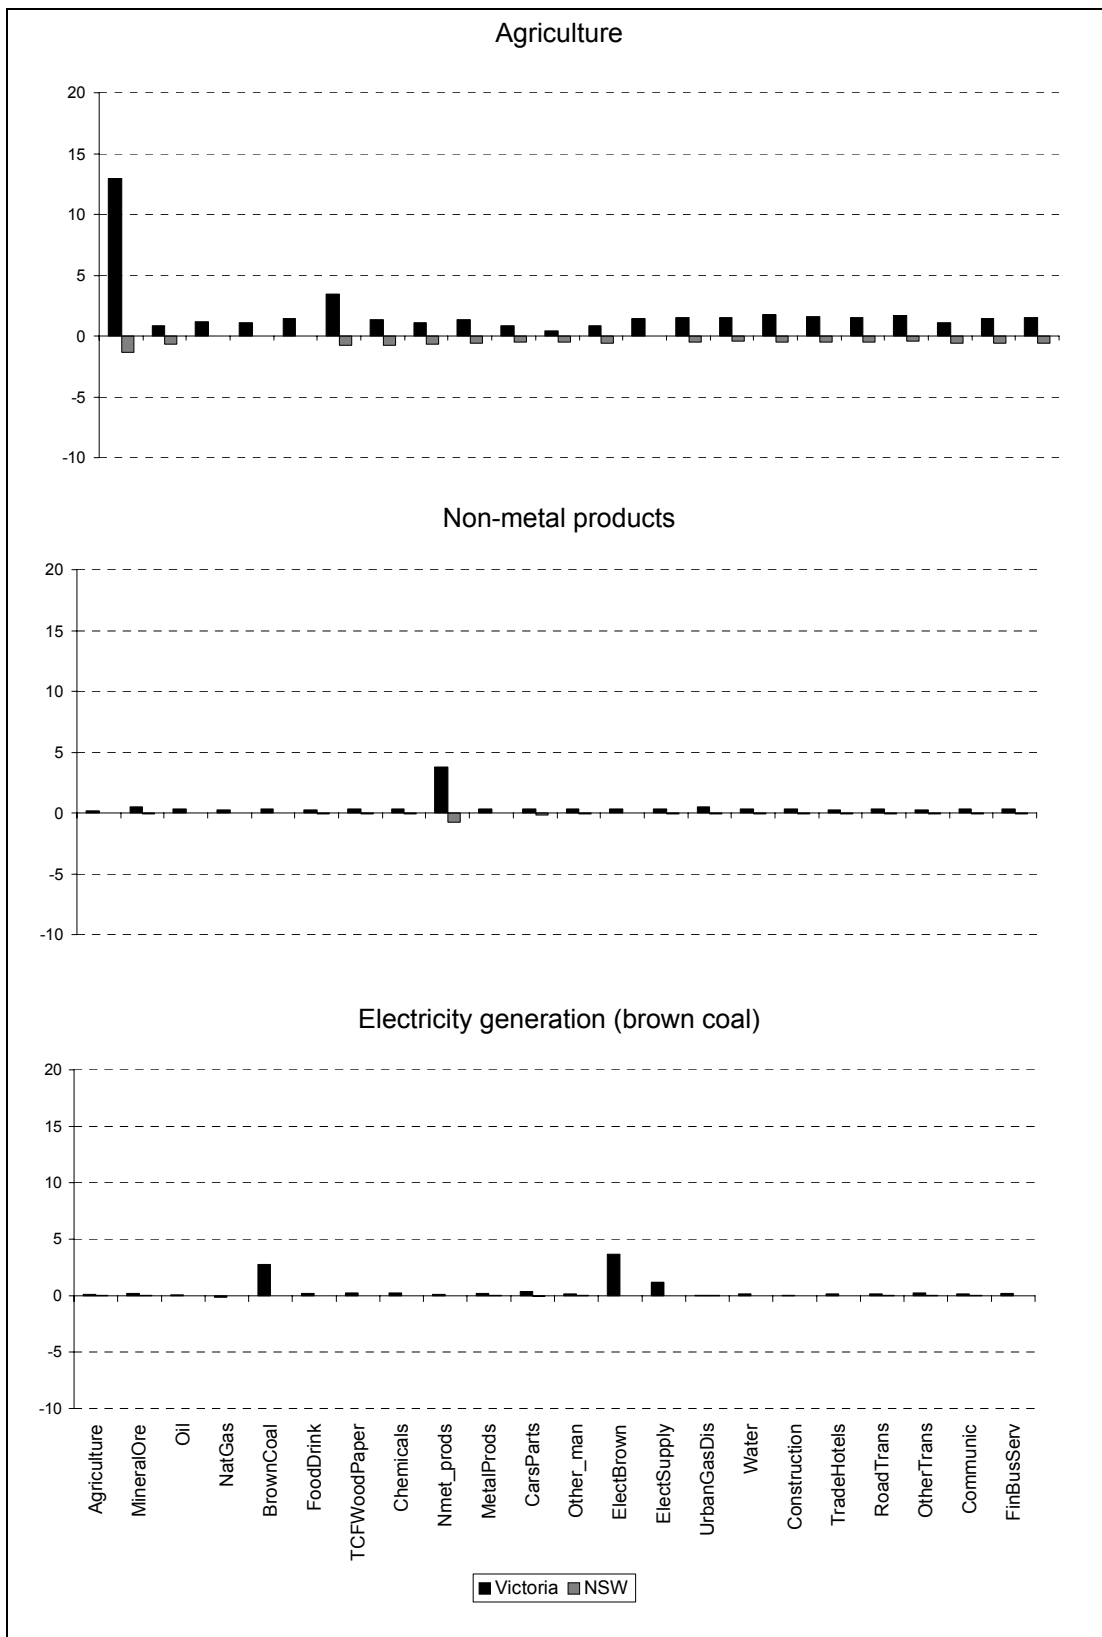 Agriculture
20
15
10
5
0
-5
-10
Non-metal products
20
15
10
5
0
-5
-10
Electricity generation (brown coal)
20
15
10
5
0
-5
-10
Agriculture
MineralOre
Oil
NatGas
BrownCoal
FoodDrink
TCFWoodPaper
Chemicals
Nmet_prods
MetalProds
CarsParts
Other_man
ElectBrown
ElectSupply
UrbanGasDis
Water
Construction
TradeHotels
RoadTrans
OtherTrans
Communic
FinBusServ
Victoria NSW